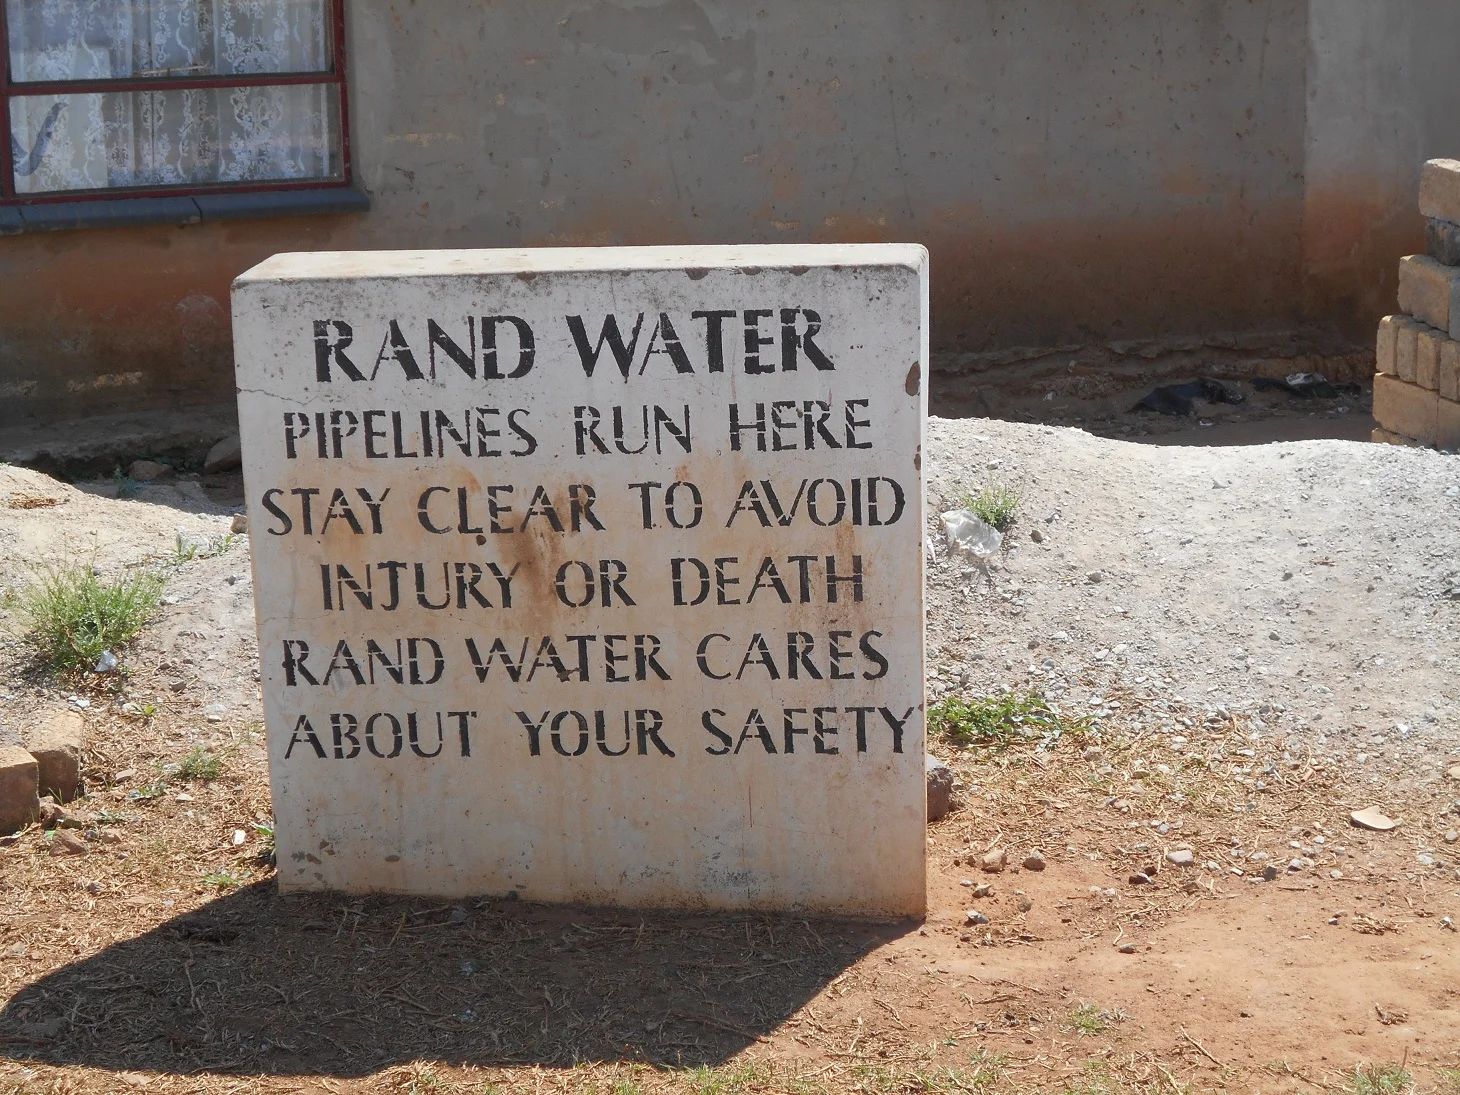 RAND WATER
PIPELINES RUN HERE
STAY CLEAR TO AVOID
INJURY OR DEATH
RAND WATER CARES
ABOUT YOUR SAFETY